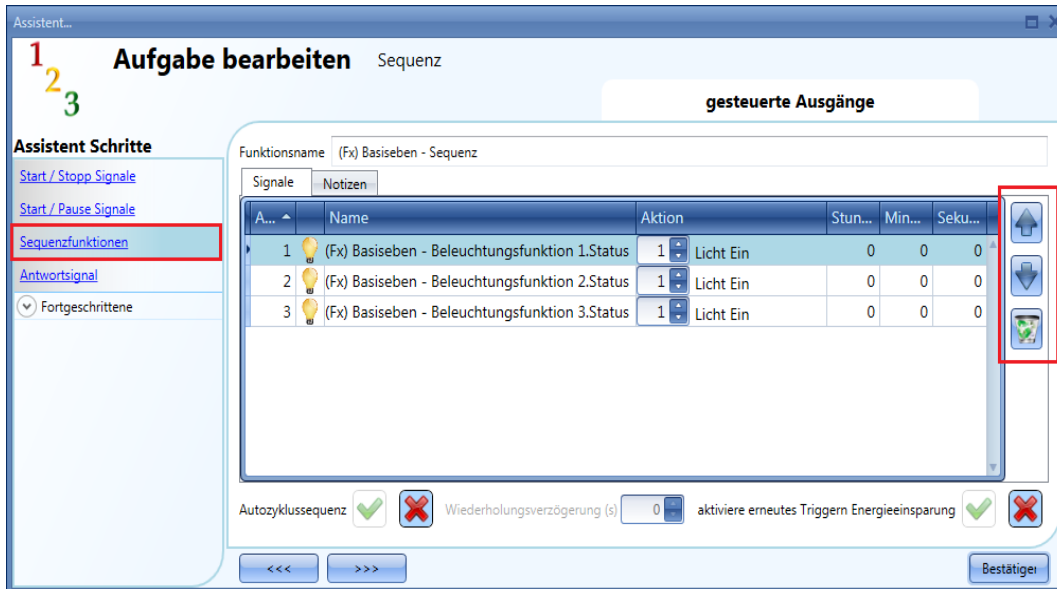 Assistent...
1 2 3
Aufgabe bearbeiten Sequenz
gesteuerte Ausgänge
Assistent Schritte
Start / Stopp Signale
Start / Pause Signale
Sequenzfunktionen
Antwortsignal
Fortgeschrittene
Funktionsname (Fx) Basiseben - Sequenz
Signale Notizen
A... Name Aktion Stun... Min... Seku...
1 (Fx) Basiseben - Beleuchtungsfunktion 1.Status 1 Licht Ein 0 0 0
2 (Fx) Basiseben - Beleuchtungsfunktion 2.Status 1 Licht Ein 0 0 0
3 (Fx) Basiseben - Beleuchtungsfunktion 3.Status 1 Licht Ein 0 0 0
Autozyklussequenz Wiederholungsverzögerung (s) 0 aktiviere erneutes Triggern Energieeinsparung
<<< >>> Bestätiger